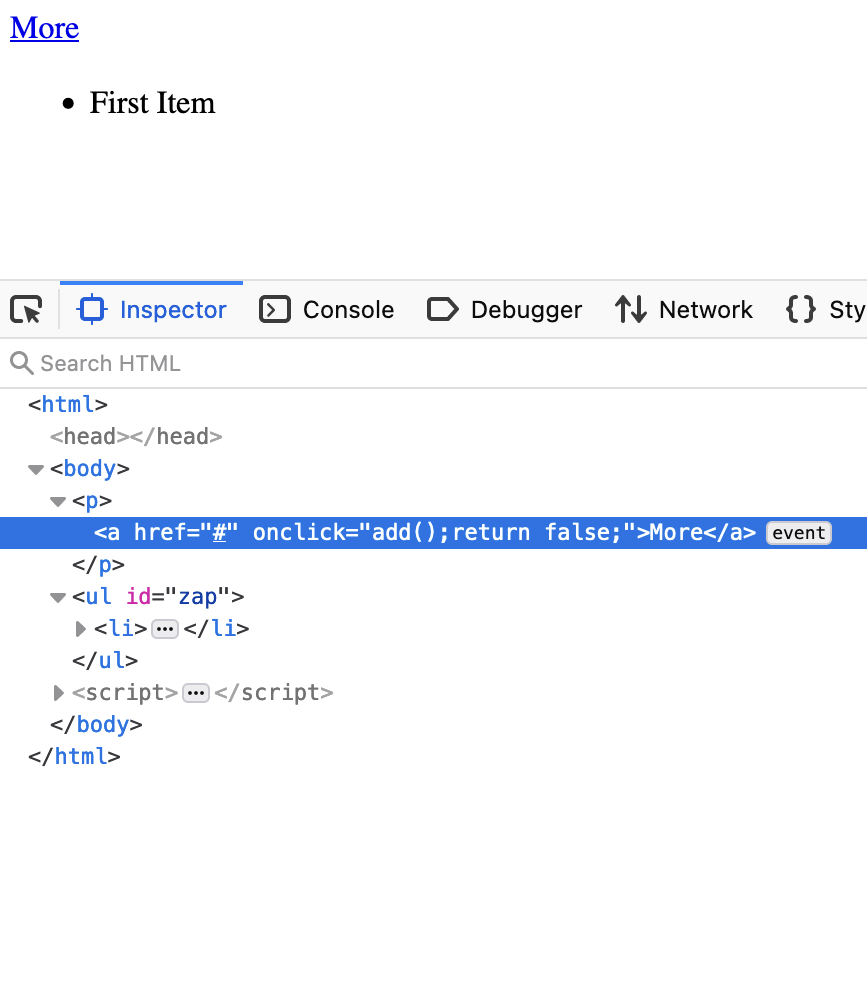 More
First Item
Inspector Console Debugger Network Sty
Search HTML
<html>
<head></head>
<body>
<p>
<a href="#" onclick="add();return false;">More</a> event
</p>
<ul id="zap">
<li>···</li>
</ul>
<script>···</script>
</body>
</html>